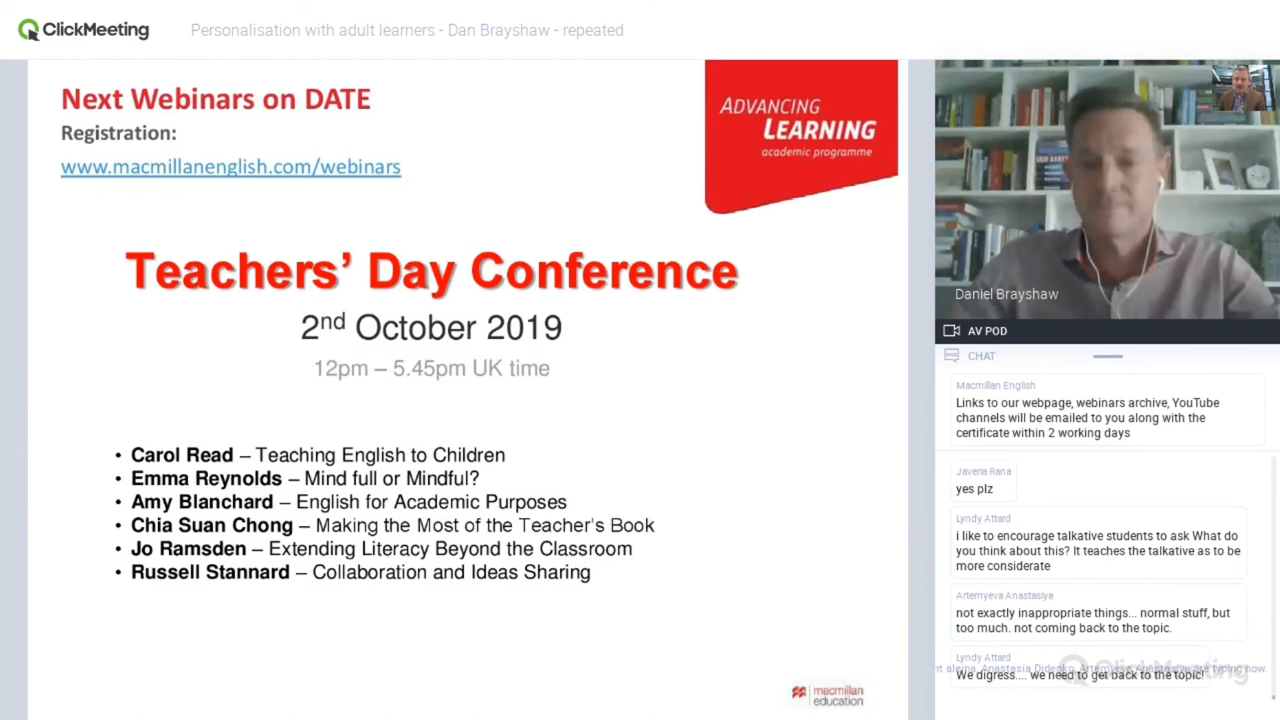 ClickMeeting
Personalisation with adult learners - Dan Brayshaw - repeated
Next Webinars on DATE
Registration:
www.macmillanenglish.com/webinars
ADVANCING
LEARNING
academic programme
Teachers’ Day Conference
2nd October 2019
12pm – 5.45pm UK time
• Carol Read – Teaching English to Children
• Emma Reynolds – Mind full or Mindful?
• Amy Blanchard – English for Academic Purposes
• Chia Suan Chong – Making the Most of the Teacher's Book
• Jo Ramsden – Extending Literacy Beyond the Classroom
• Russell Stannard – Collaboration and Ideas Sharing
macmillan
education
Daniel Brayshaw
AV POD
CHAT
Macmillan English
Links to our webpage, webinars archive, YouTube
channels will be emailed to you along with the
certificate within 2 working days
Javeria Rana
yes plz
Lyndy Attard
i like to encourage talkative students to ask What do
you think about this? It teaches the talkative as to be
more considerate
Artemyeva Anastasiya
not exactly inappropriate things... normal stuff, but
too much. not coming back to the topic.
Lyndy Attard
We digress.... we need to get back to the topic!
ClickMeeting